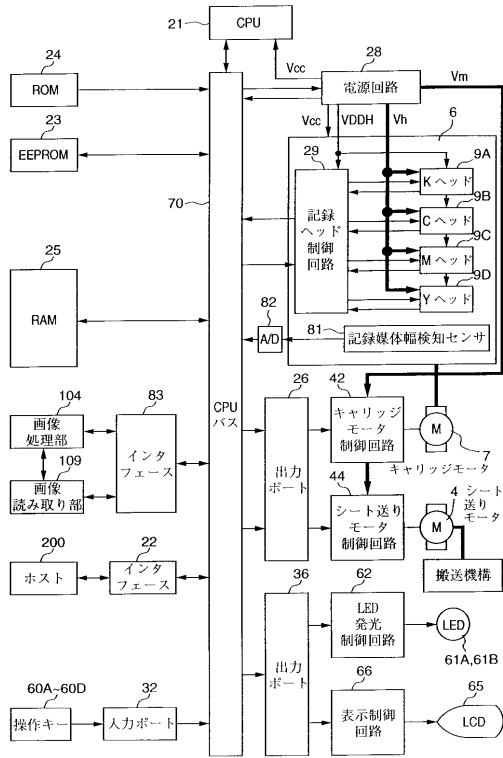 21
CPU
24
ROM
Vcc
28
電源回路
Vm
23
EEPROM
Vcc
VDDH
Vh
6
29
記録
ヘッド
制御
回路
9A
Kヘッド
9B
Cヘッド
9C
Mヘッド
9D
Yヘッド
70
25
RAM
82
A/D
81
記録媒体幅検知センサ
CPU
バス
104
画像
処理部
109
画像
読み取り部
83
インタ
フェース
26
出力
ポート
42
キャリッジ
モータ
制御回路
M
7
キャリッジモータ
44
シート送り
モータ
制御回路
4
シート
送り
モータ
M
搬送機構
200
ホスト
22
インタ
フェース
36
出力
ポート
62
LED
発光
制御回路
LED
61A,61B
60A~60D
操作キー
32
入力ポート
66
表示制御
回路
65
LCD